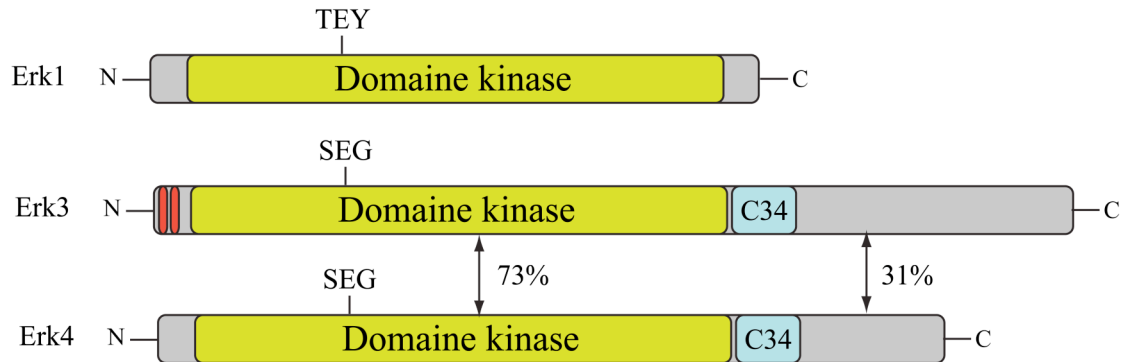 TEY
Erk1 N Domaine kinase C
SEG
Erk3 N Domaine kinase C34 C
73% 31%
SEG
Erk4 N Domaine kinase C34 C